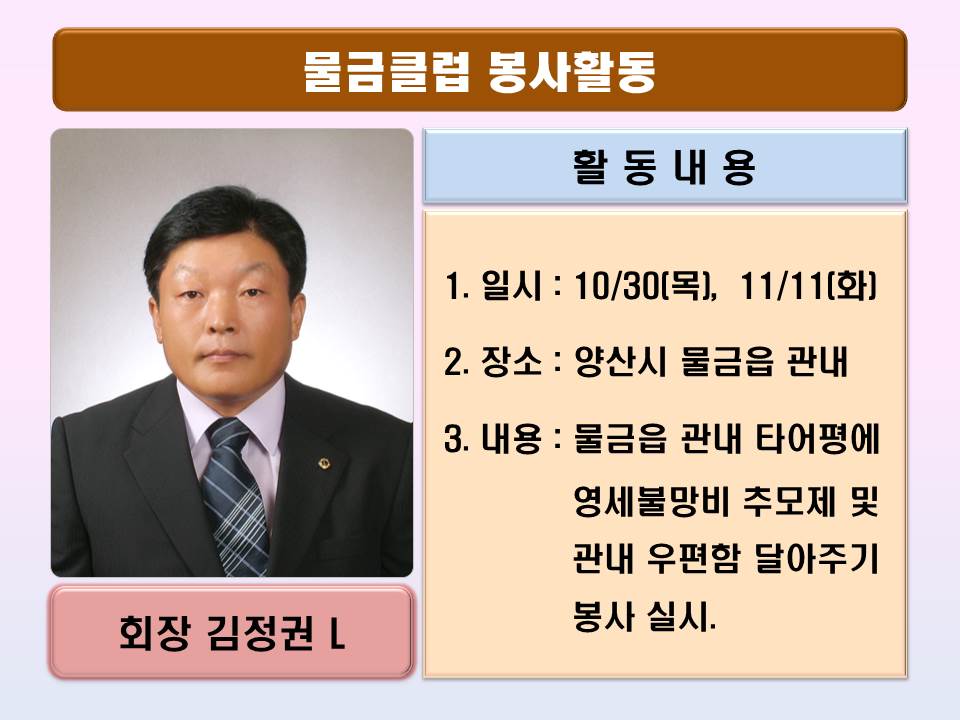 물금클럽 봉사활동
활 동 내 용
1. 일시 : 10/30(목), 11/11(화)
2. 장소 : 양산시 물금읍 관내
3. 내용 : 물금읍 관내 타어평에
영세불망비 추모제 및
관내 우편함 달아주기
봉사 실시.
회장 김정권 L